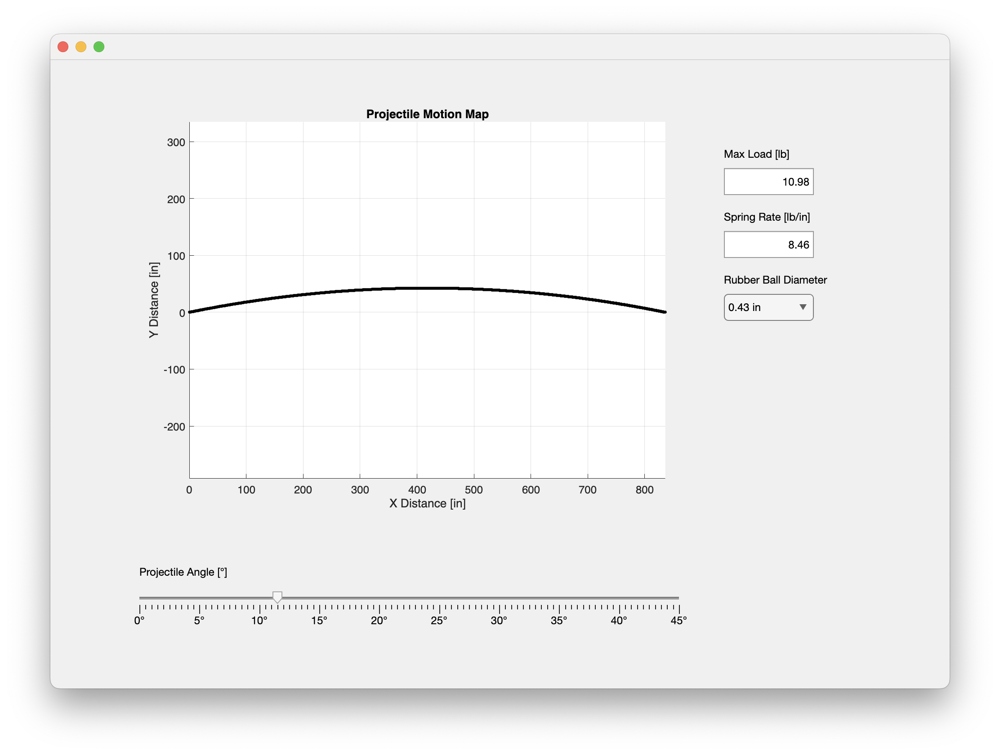 Projectile Motion Map
300
200
100
0
-100
-200
Y Distance [in]
0 100 200 300 400 500 600 700 800
X Distance [in]
Max Load [lb]
10.98
Spring Rate [lb/in]
8.46
Rubber Ball Diameter
0.43 in
Projectile Angle [°]
0° 5° 10° 15° 20° 25° 30° 35° 40° 45°